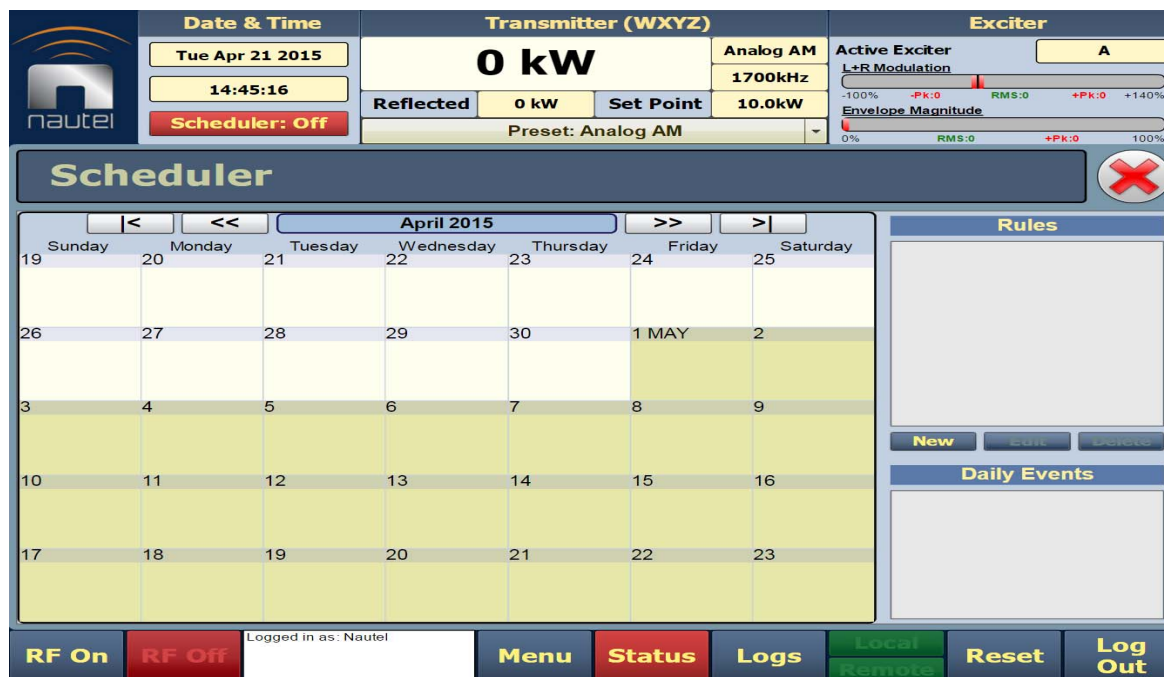 Date & Time
Transmitter (WXYZ)
Exciter
Tue Apr 21 2015
14:45:16
Scheduler: Off
0 kW
Analog AM
1700kHz
Reflected 0 kW Set Point 10.0kW
Preset: Analog AM
Active Exciter A
L+R Modulation
-100% -Pk:0 RMS:0 +Pk:0 +140%
Envelope Magnitude
0% RMS:0 +Pk:0 100%
nautel
Scheduler
|< << April 2015 >> >|
Sunday Monday Tuesday Wednesday Thursday Friday Saturday
19 20 21 22 23 24 25
26 27 28 29 30 1 MAY 2
3 4 5 6 7 8 9
10 11 12 13 14 15 16
17 18 19 20 21 22 23
Rules
New Edit Delete
Daily Events
RF On
RF Off
Logged in as: Nautel
Menu
Status
Logs
Local
Remote
Reset
Log
Out